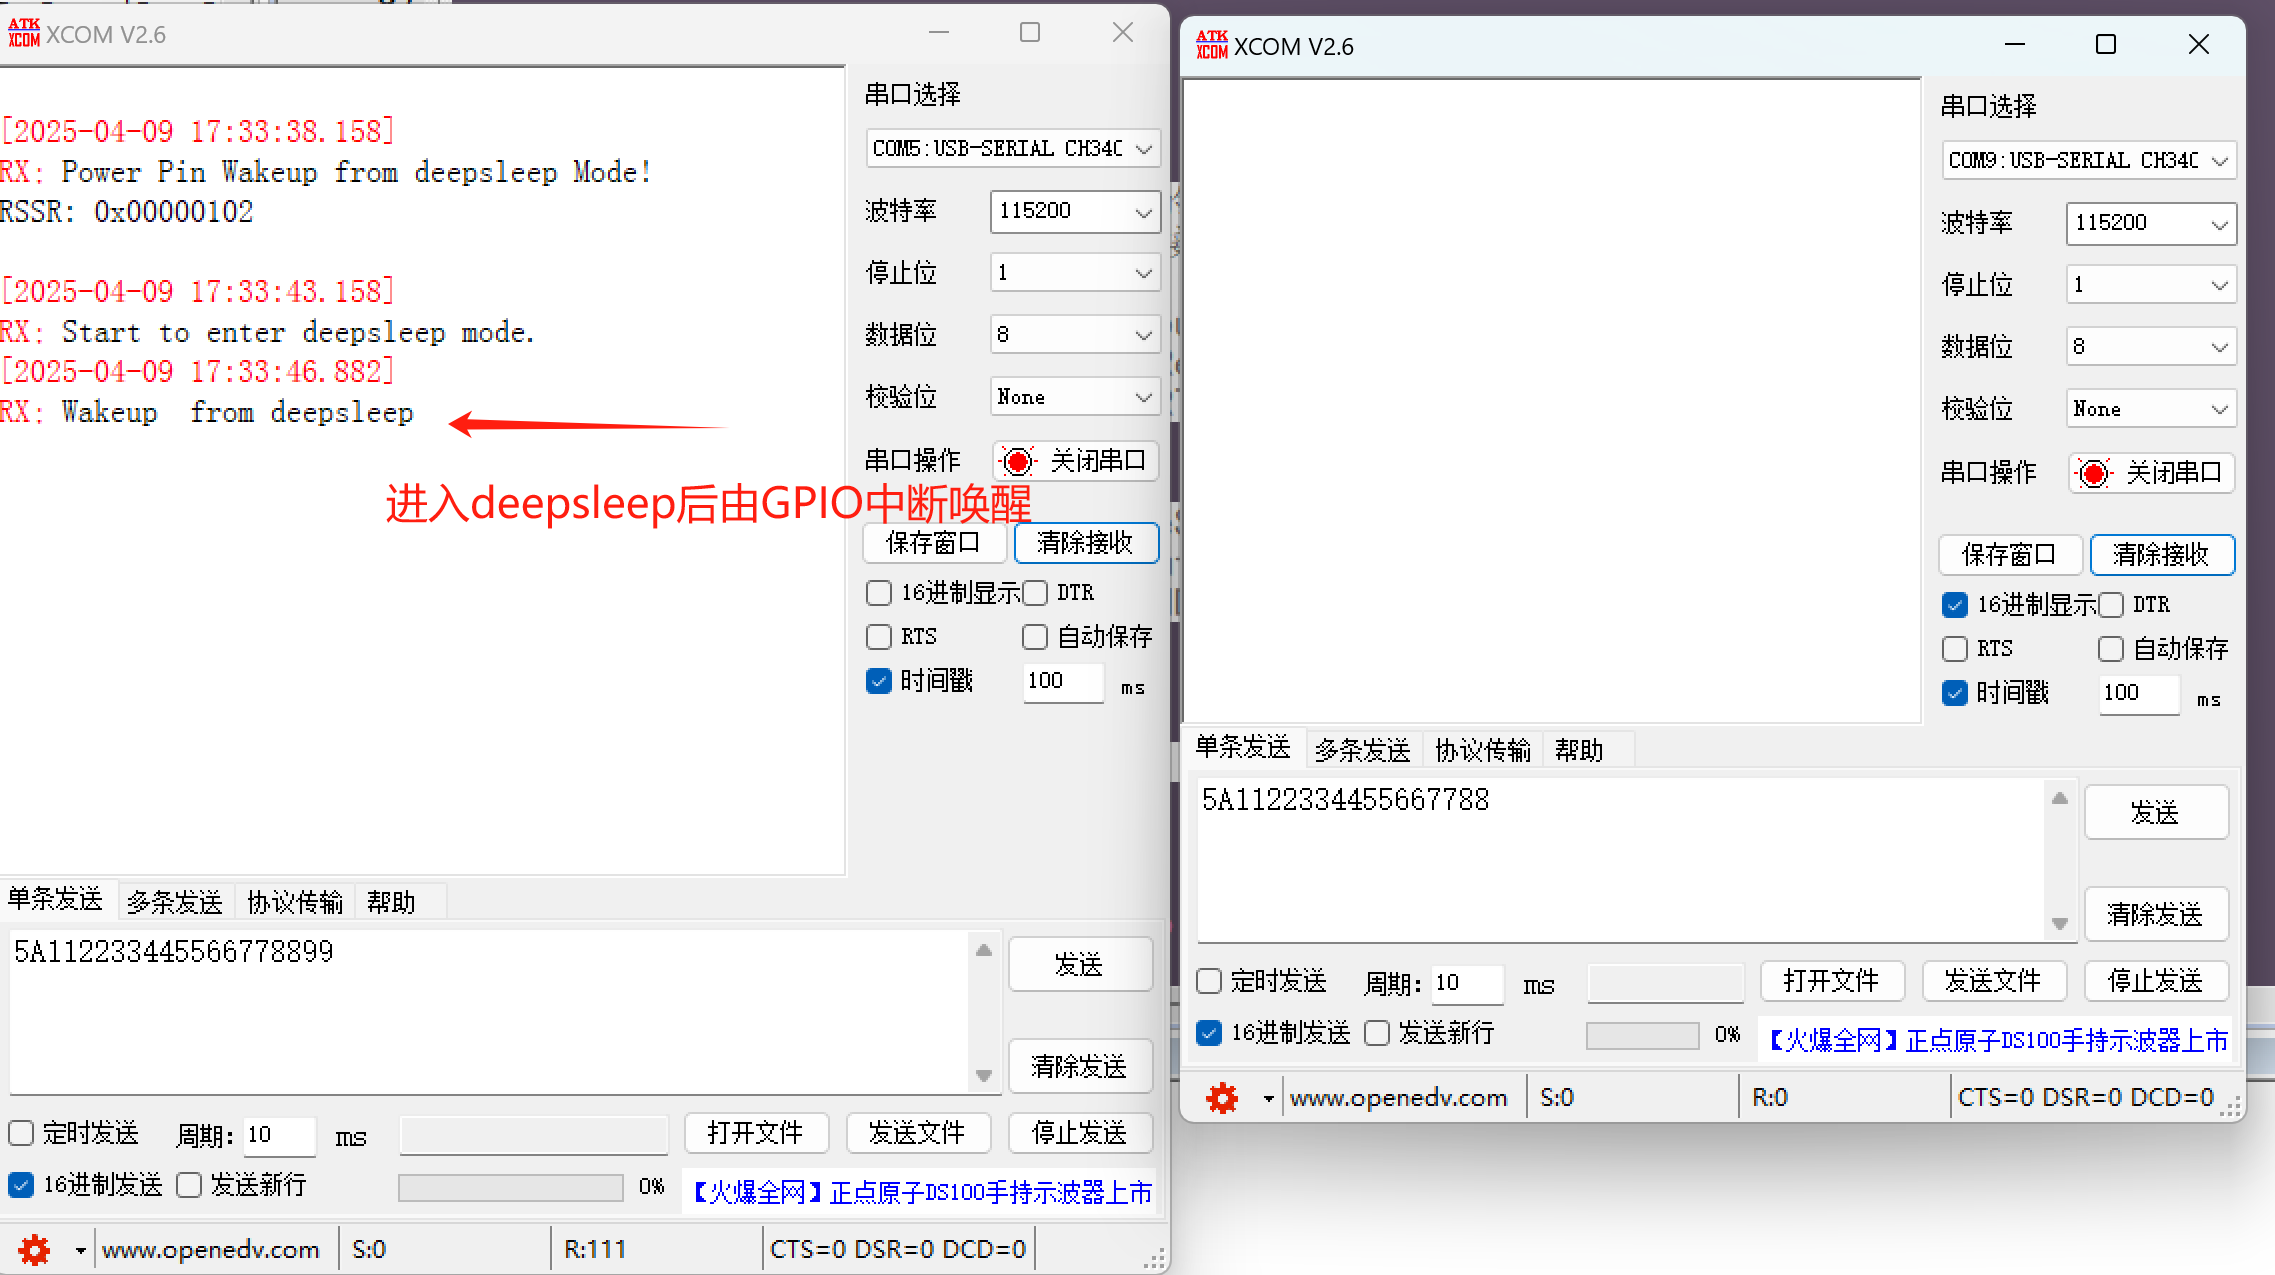 ATK
XCOM XCOM V2.6
[2025-04-09 17:33:38.158]
RX: Power Pin Wakeup from deepsleep Mode!
RSSR: 0x00000102
[2025-04-09 17:33:43.158]
RX: Start to enter deepsleep mode.
[2025-04-09 17:33:46.882]
RX: Wakeup  from deepsleep
进入deepsleep后由GPIO中断唤醒
串口选择
COM5:USB-SERIAL CH340
波特率 115200
停止位 1
数据位 8
校验位 None
串口操作 关闭串口
保存窗口 清除接收
16进制显示 DTR
RTS 自动保存
时间戳 100 ms
单条发送 多条发送 协议传输 帮助
5A112233445566778899
发送
清除发送
定时发送 周期: 10 ms 打开文件 发送文件 停止发送
16进制发送 发送新行 0% 【火爆全网】正点原子DS100手持示波器上市
www.openedv.com S:0 R:111 CTS=0 DSR=0 DCD=0
ATK
XCOM XCOM V2.6
串口选择
COM9:USB-SERIAL CH340
波特率 115200
停止位 1
数据位 8
校验位 None
串口操作 关闭串口
保存窗口 清除接收
16进制显示 DTR
RTS 自动保存
时间戳 100 ms
单条发送 多条发送 协议传输 帮助
5A1122334455667788
发送
清除发送
定时发送 周期: 10 ms 打开文件 发送文件 停止发送
16进制发送 发送新行 0% 【火爆全网】正点原子DS100手持示波器上市
www.openedv.com S:0 R:0 CTS=0 DSR=0 DCD=0